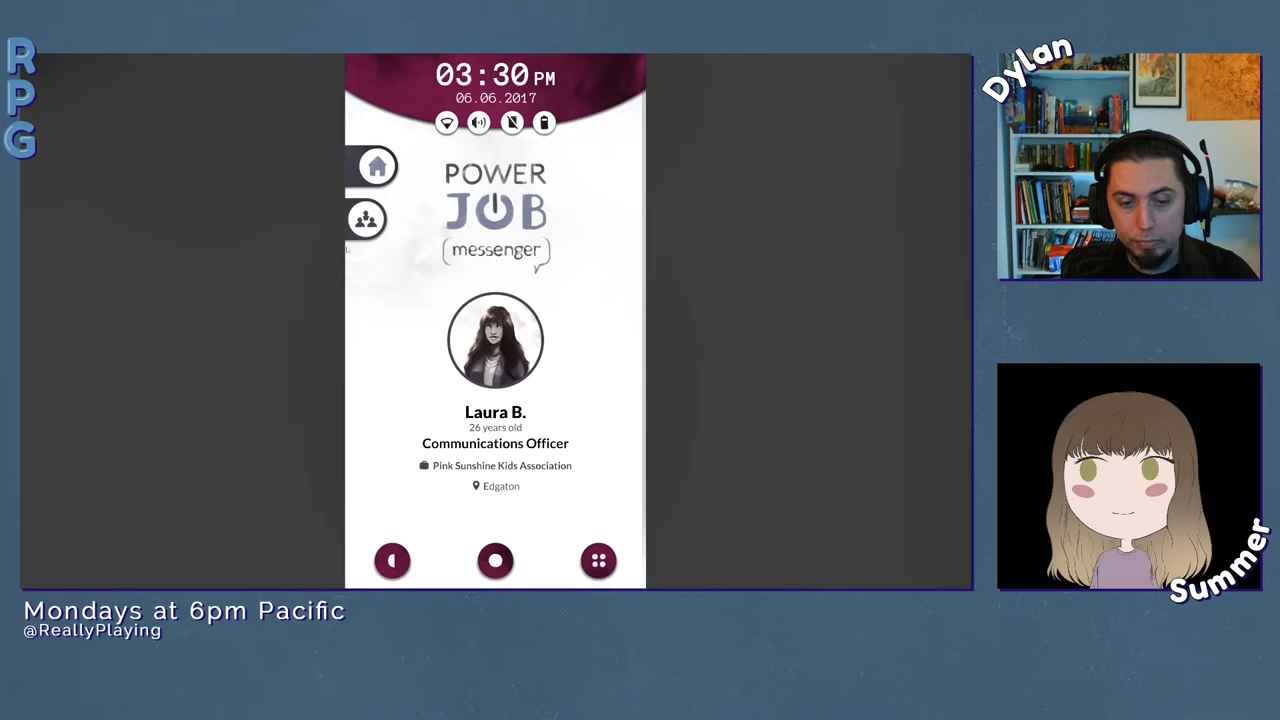 RPG
03:30 PM
06.06.2017
POWER
JOB
messenger
Laura B.
26 years old
Communications Officer
Pink Sunshine Kids Association
Edgaton
Dylan
Summer
Mondays at 6pm Pacific
@ReallyPlaying